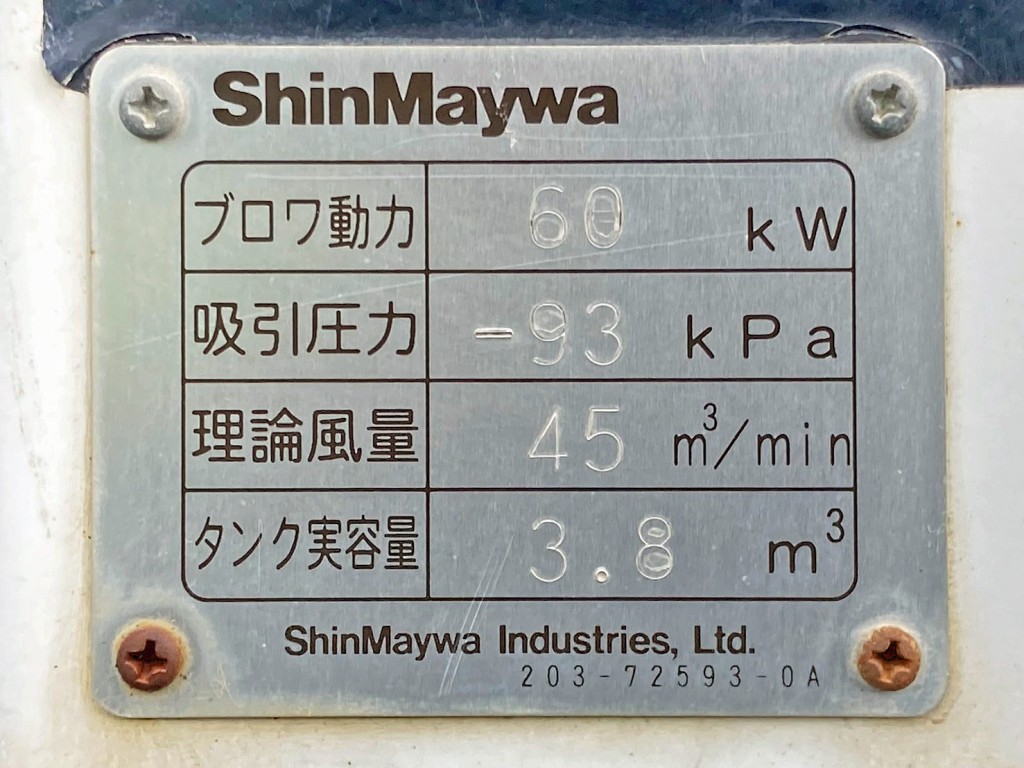 ShinMaywa
ブロワ動力 60 kW
吸引圧力 -93 kPa
理論風量 45 m³/min
タンク実容量 3.8 m³
ShinMaywa Industries, Ltd.
203-72593-0A